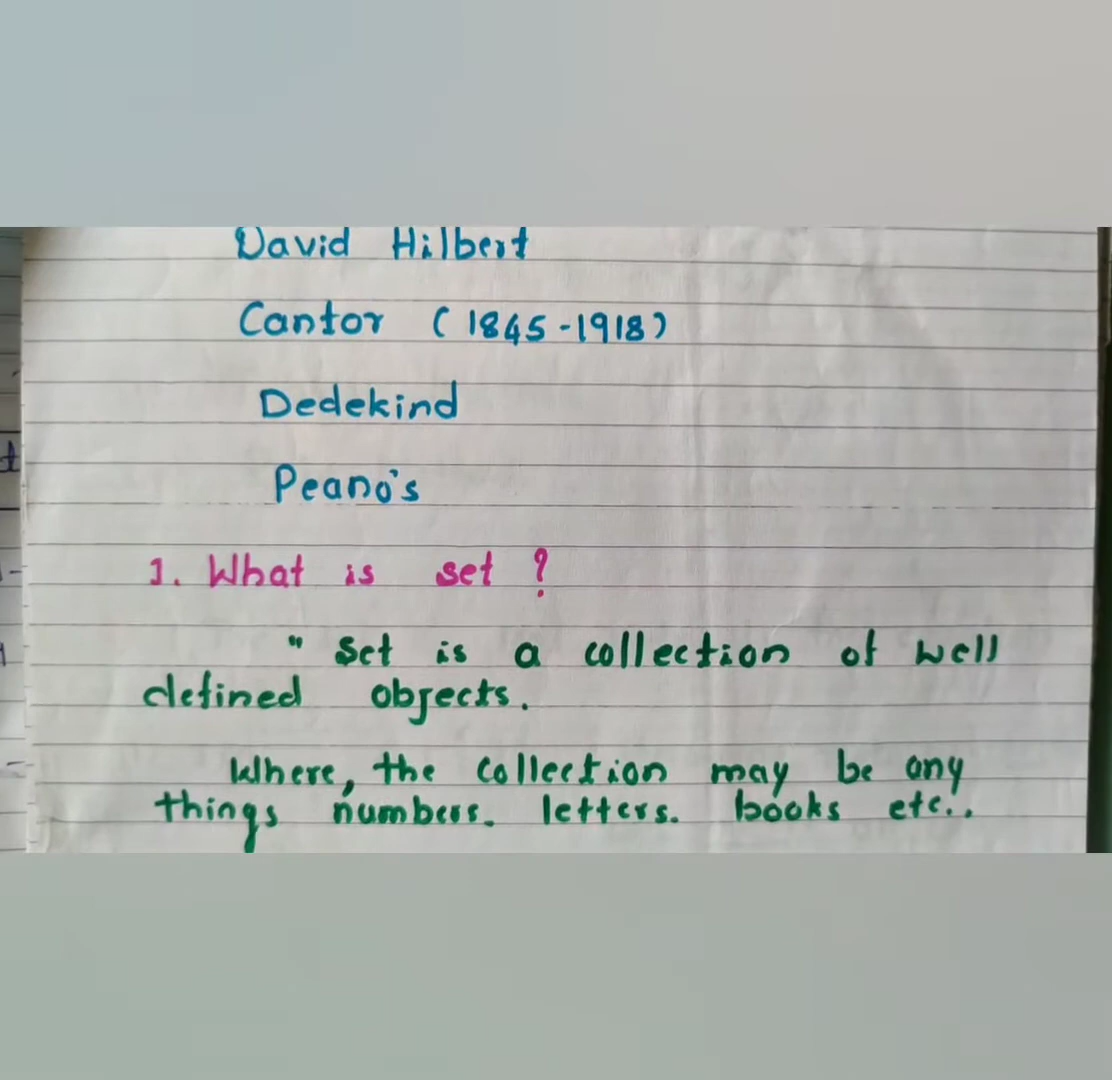 David Hilbert
Cantor (1845-1918)
Dedekind
Peano's
1. What is set ?
" Set is a collection of well
defined objects.
Where, the collection may be any
things numbers. letters. books etc..